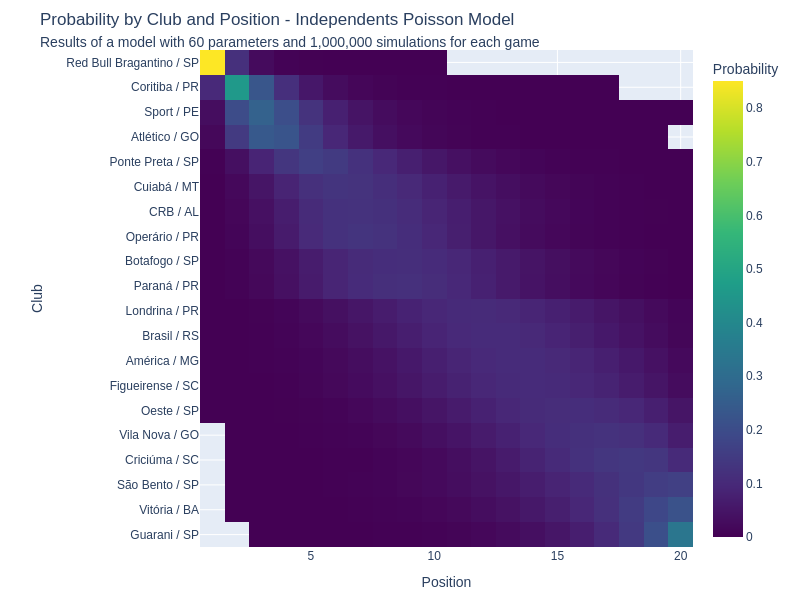 Probability by Club and Position - Independents Poisson Model
Results of a model with 60 parameters and 1,000,000 simulations for each game
Probability
Red Bull Bragantino / SP
Coritiba / PR
Sport / PE
Atlético / GO
Ponte Preta / SP
Cuiabá / MT
CRB / AL
Operário / PR
Botafogo / SP
Paraná / PR
Londrina / PR
Brasil / RS
América / MG
Figueirense / SC
Oeste / SP
Vila Nova / GO
Criciúma / SC
São Bento / SP
Vitória / BA
Guarani / SP
Club
5 10 15 20
Position
0.8
0.7
0.6
0.5
0.4
0.3
0.2
0.1
0